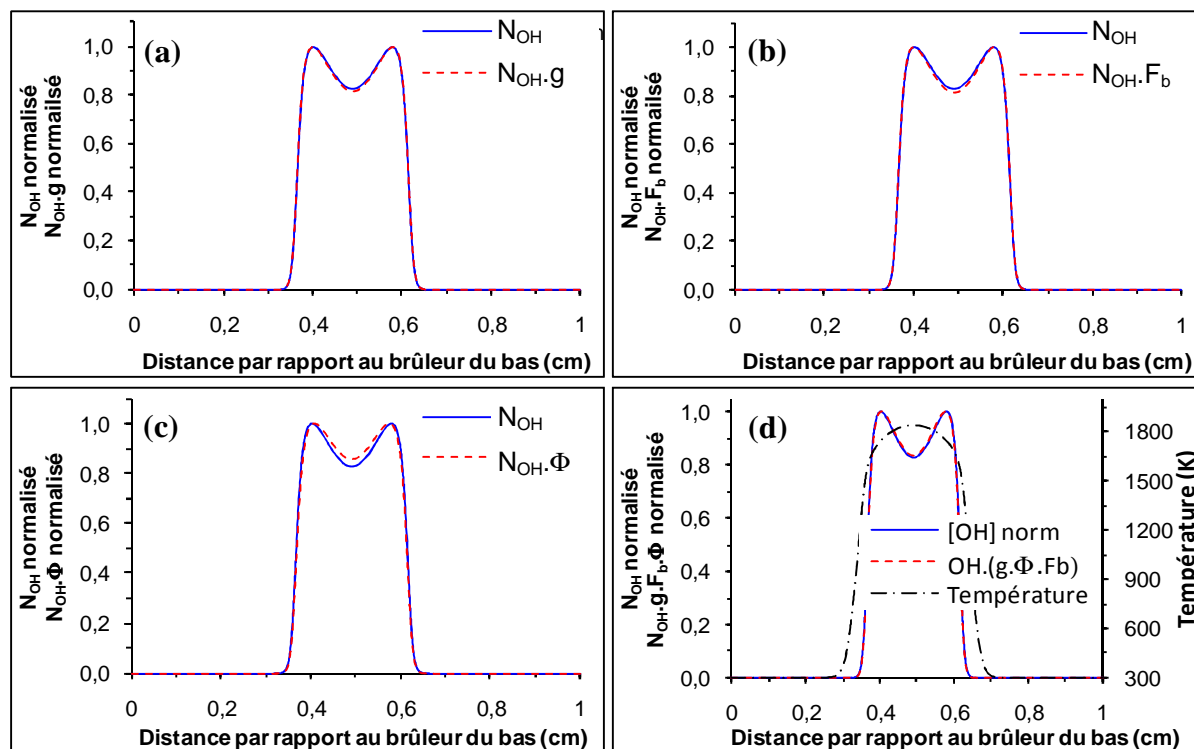 (a)
N_OH
N_OH.g
N_OH normalisé
N_OH.g normailsé
1,0
0,8
0,6
0,4
0,2
0,0
0 0,2 0,4 0,6 0,8 1
Distance par rapport au brûleur du bas (cm)
(b)
N_OH
N_OH.F_b
N_OH normalisé
N_OH.F_b normailsé
1,0
0,8
0,6
0,4
0,2
0,0
0 0,2 0,4 0,6 0,8 1
Distance par rapport au brûleur du bas (cm)
(c)
N_OH
N_OH.Φ
N_OH normalisé
N_OH.Φ normalisé
1,0
0,8
0,6
0,4
0,2
0,0
0 0,2 0,4 0,6 0,8 1
Distance par rapport au brûleur du bas (cm)
(d)
[OH] norm
OH.(g.Φ.Fb)
Température
N_OH normalisé
N_OH.g.F_b.Φ normalisé
1,0
0,8
0,6
0,4
0,2
0,0
1800
1500
1200
900
600
300
Température (K)
0 0,2 0,4 0,6 0,8 1
Distance par rapport au brûleur du bas (cm)